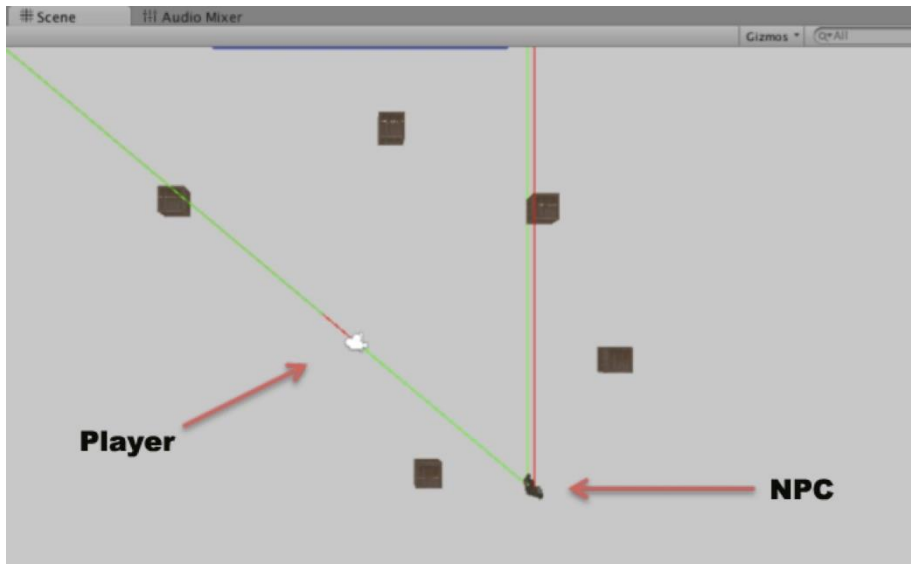 Scene
Audio Mixer
Gizmos
All
Player
NPC